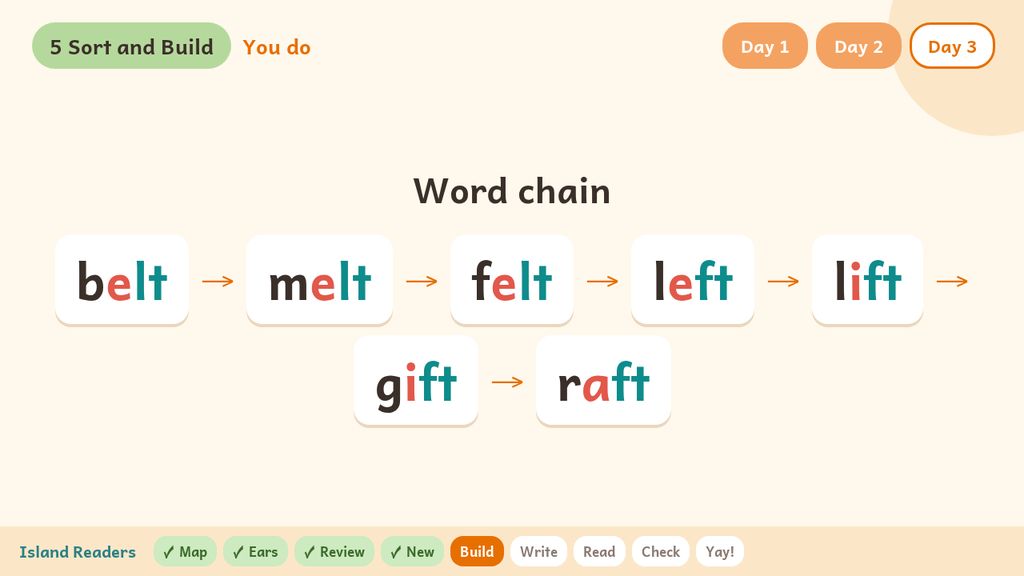 5 Sort and Build You do Day 1 Day 2 Day 3
Word chain
belt → melt → felt → left → lift →
gift → raft
Island Readers ✓ Map ✓ Ears ✓ Review ✓ New Build Write Read Check Yay!